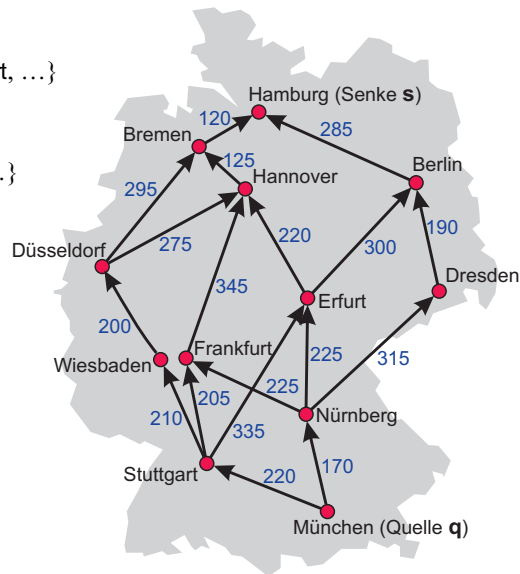 t, …}
Hamburg (Senke s)
120
285
Bremen
125
Berlin
Hannover
.}
295
275
220
190
300
Düsseldorf
345
Dresden
Erfurt
200
225
315
Frankfurt
Wiesbaden
205
225
210
Nürnberg
335
170
Stuttgart
220
München (Quelle q)